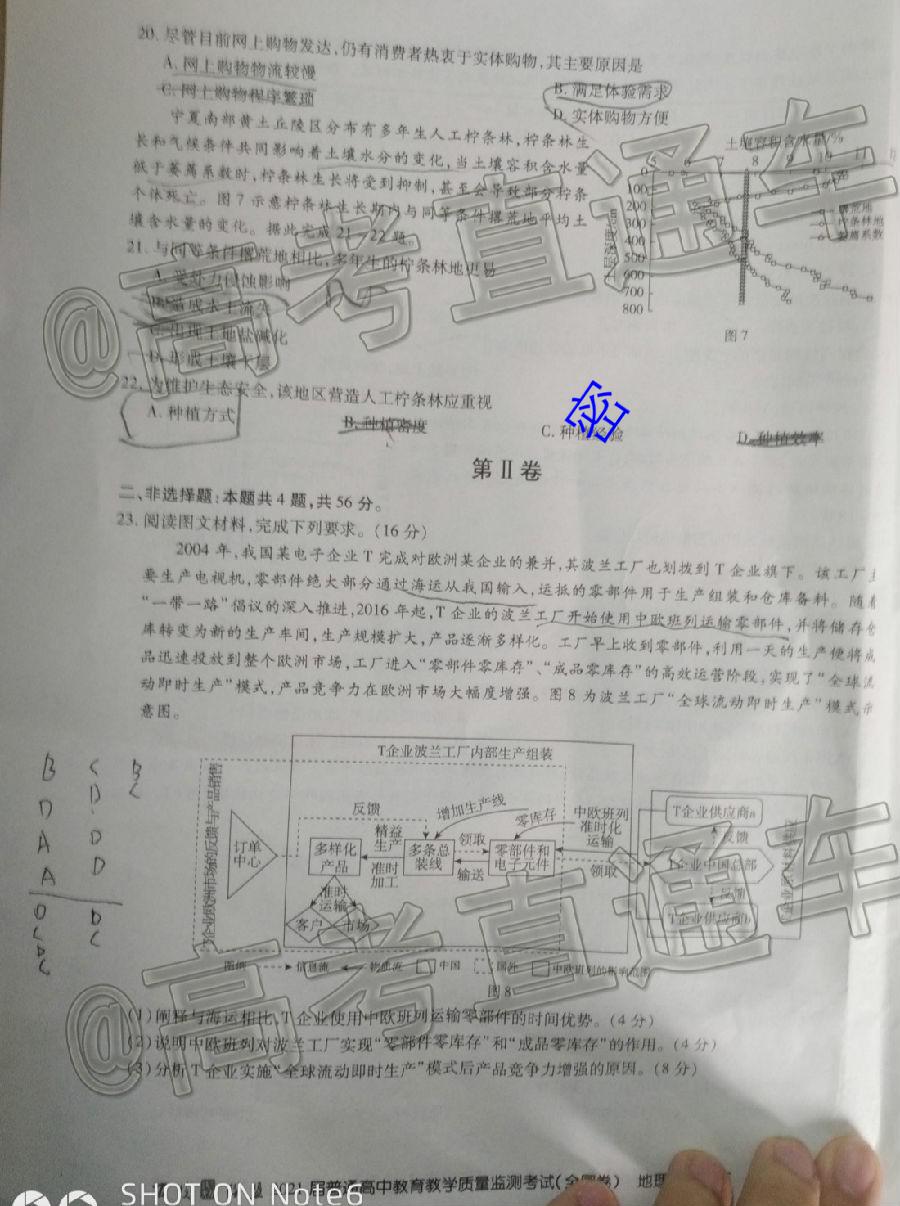 20. 尽管目前网上购物发达,仍有消费者热衷于实体购物,其主要原因是
A. 网上购物物流较慢
B. 满足体验需求
C. 网上购物程序繁琐
D. 实体购物方便
宁夏南部黄土丘陵区分布有多年生人工柠条林,柠条林生
长和气候条件共同影响着土壤水分的变化,当土壤容积含水量
低于萎蔫系数时,柠条林生长将受到抑制,甚至会导致部分柠条
个体死亡。图7示意柠条林生长期内与同等条件撂荒地平均土
壤含水量的变化。据此完成21~22题。
土壤容积含水量/%
5 6 7 8 9 10 11
100
200
300
400
500
600
700
800
撂荒地
柠条林地
萎蔫系数
图7
21. 与同等条件撂荒地相比,多年生的柠条林地更易
A. 受外力侵蚀影响
B. 造成水土流失
C. 出现土地盐碱化
D. 形成土壤干层
22. 为维护生态安全,该地区营造人工柠条林应重视
A. 种植方式
B. 种植密度
C. 种植经验
D. 种植效率
第Ⅱ卷
二、非选择题:本题共4题,共56分。
23. 阅读图文材料,完成下列要求。(16分)
2004年,我国某电子企业T完成对欧洲某企业的兼并,其波兰工厂也划拨到T企业旗下。该工厂主
要生产电视机,零部件绝大部分通过海运从我国输入,运抵的零部件用于生产组装和仓库备料。随着
“一带一路”倡议的深入推进,2016年起,T企业的波兰工厂开始使用中欧班列运输零部件,并将储存仓
库转变为新的生产车间,生产规模扩大,产品逐渐多样化。工厂早上收到零部件,利用一天的生产便将成
品迅速投放到整个欧洲市场,工厂进入“零部件零库存”、“成品零库存”的高效运营阶段,实现了“全球流
动即时生产”模式,产品竞争力在欧洲市场大幅度增强。图8为波兰工厂“全球流动即时生产”模式示
意图。
T企业波兰工厂内部生产组装
反馈
增加生产线
零库存
中欧班列
准时化
运输
订单
中心
多样化
产品
精益
生产
准时
加工
多条总
装线
领取
输送
零部件和
电子元件
领取
T企业供应商n
反馈
T企业中国总部
反馈
T企业供应商n
准时
运输
客户
市场
图例
信息流
物质流
中国
国外
中欧班列的影响范围
图8
(1)阐释与海运相比,T企业使用中欧班列运输零部件的时间优势。(4分)
(2)说明中欧班列对波兰工厂实现“零部件零库存”和“成品零库存”的作用。(4分)
(3)分析T企业实施“全球流动即时生产”模式后产品竞争力增强的原因。(8分)
B C B
D D C
A D
A D
D D
C C
D
C
@高考直通车
@高考直通车
021届普通高中教育教学质量监测考试(全国卷) 地理
SHOT ON Note6